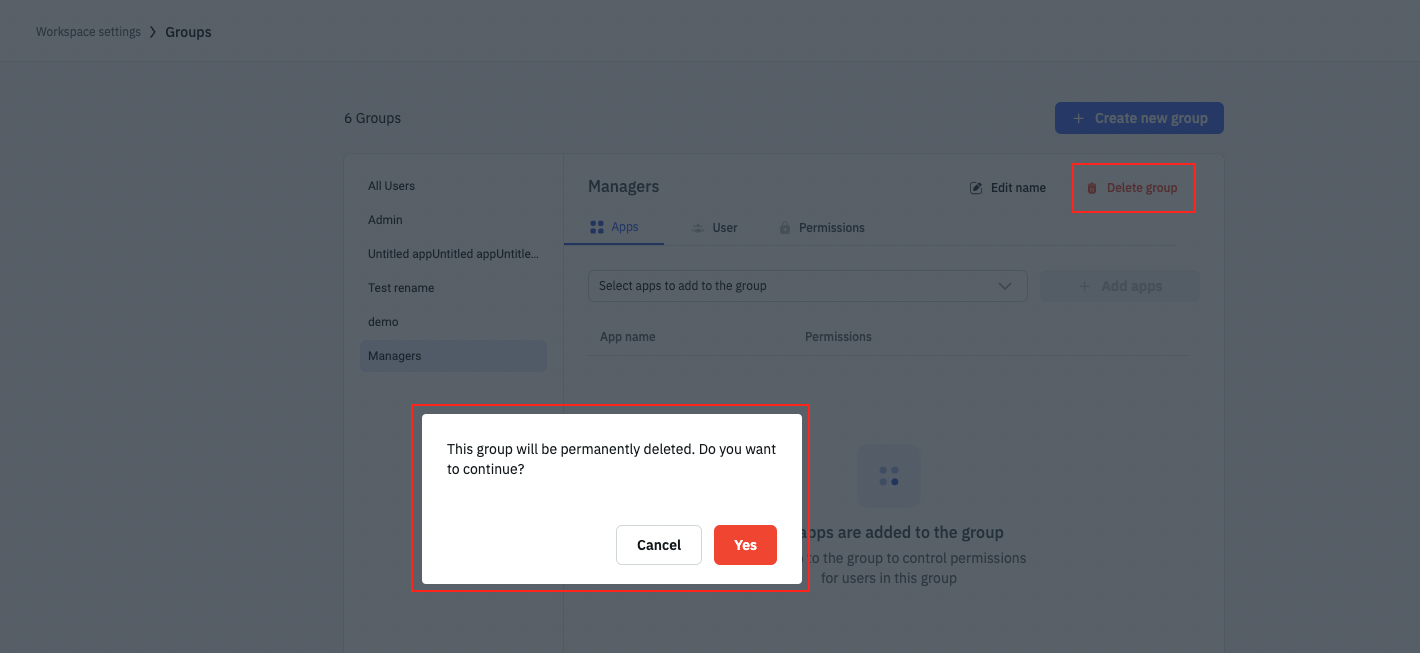 Workspace settings > Groups
6 Groups
+ Create new group
All Users
Admin
Untitled appUntitled appUntitle...
Test rename
demo
Managers
Managers
Edit name
Delete group
Apps
User
Permissions
Select apps to add to the group
+ Add apps
App name
Permissions
This group will be permanently deleted. Do you want
to continue?
Cancel
Yes
apps are added to the group
to the group to control permissions
for users in this group